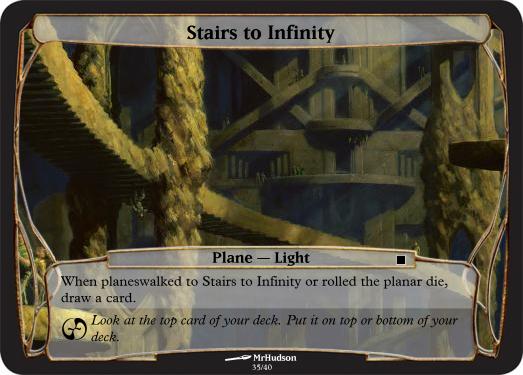 Stairs to Infinity
Plane — Light
When planeswalked to Stairs to Infinity or rolled the planar die,
draw a card.
Look at the top card of your deck. Put it on top or bottom of your
deck.
MrHudson
35/40